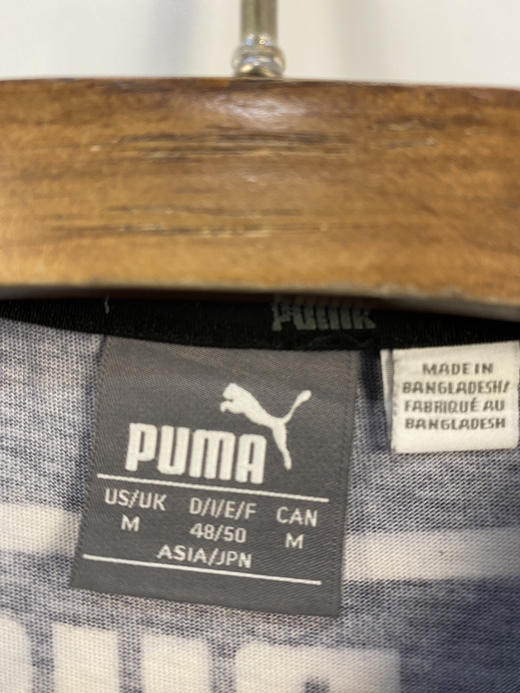 PUMA
MADE IN
BANGLADESH/
FABRIQUÉ AU
BANGLADESH
PUMA
US/UK D/I/E/F CAN
M 48/50 M
ASIA/JPN